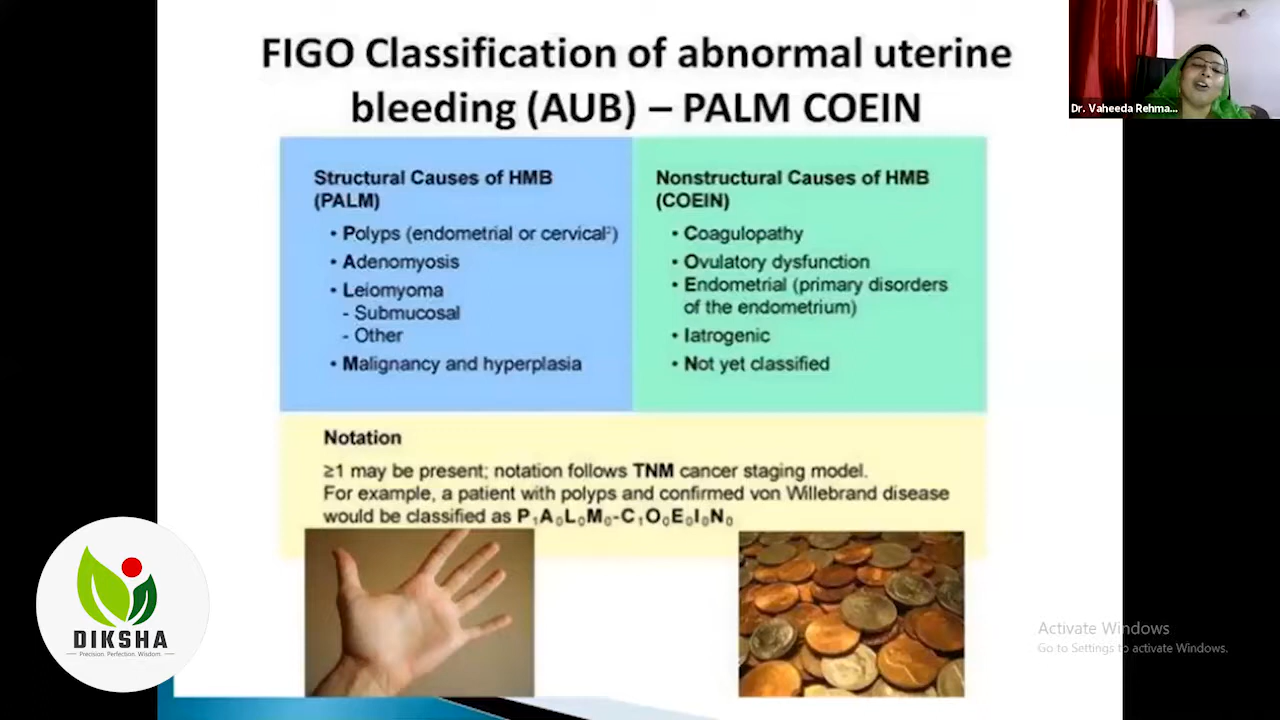 FIGO Classification of abnormal uterine
bleeding (AUB) – PALM COEIN
Dr. Vaheeda Rehma...
Structural Causes of HMB
(PALM)
• Polyps (endometrial or cervical²)
• Adenomyosis
• Leiomyoma
- Submucosal
- Other
• Malignancy and hyperplasia
Nonstructural Causes of HMB
(COEIN)
• Coagulopathy
• Ovulatory dysfunction
• Endometrial (primary disorders
of the endometrium)
• Iatrogenic
• Not yet classified
Notation
≥1 may be present; notation follows TNM cancer staging model.
For example, a patient with polyps and confirmed von Willebrand disease
would be classified as P₁A₀L₀M₀-C₁O₀E₀I₀N₀
DIKSHA
Precision. Perfection. Wisdom.
Activate Windows
Go to Settings to activate Windows.